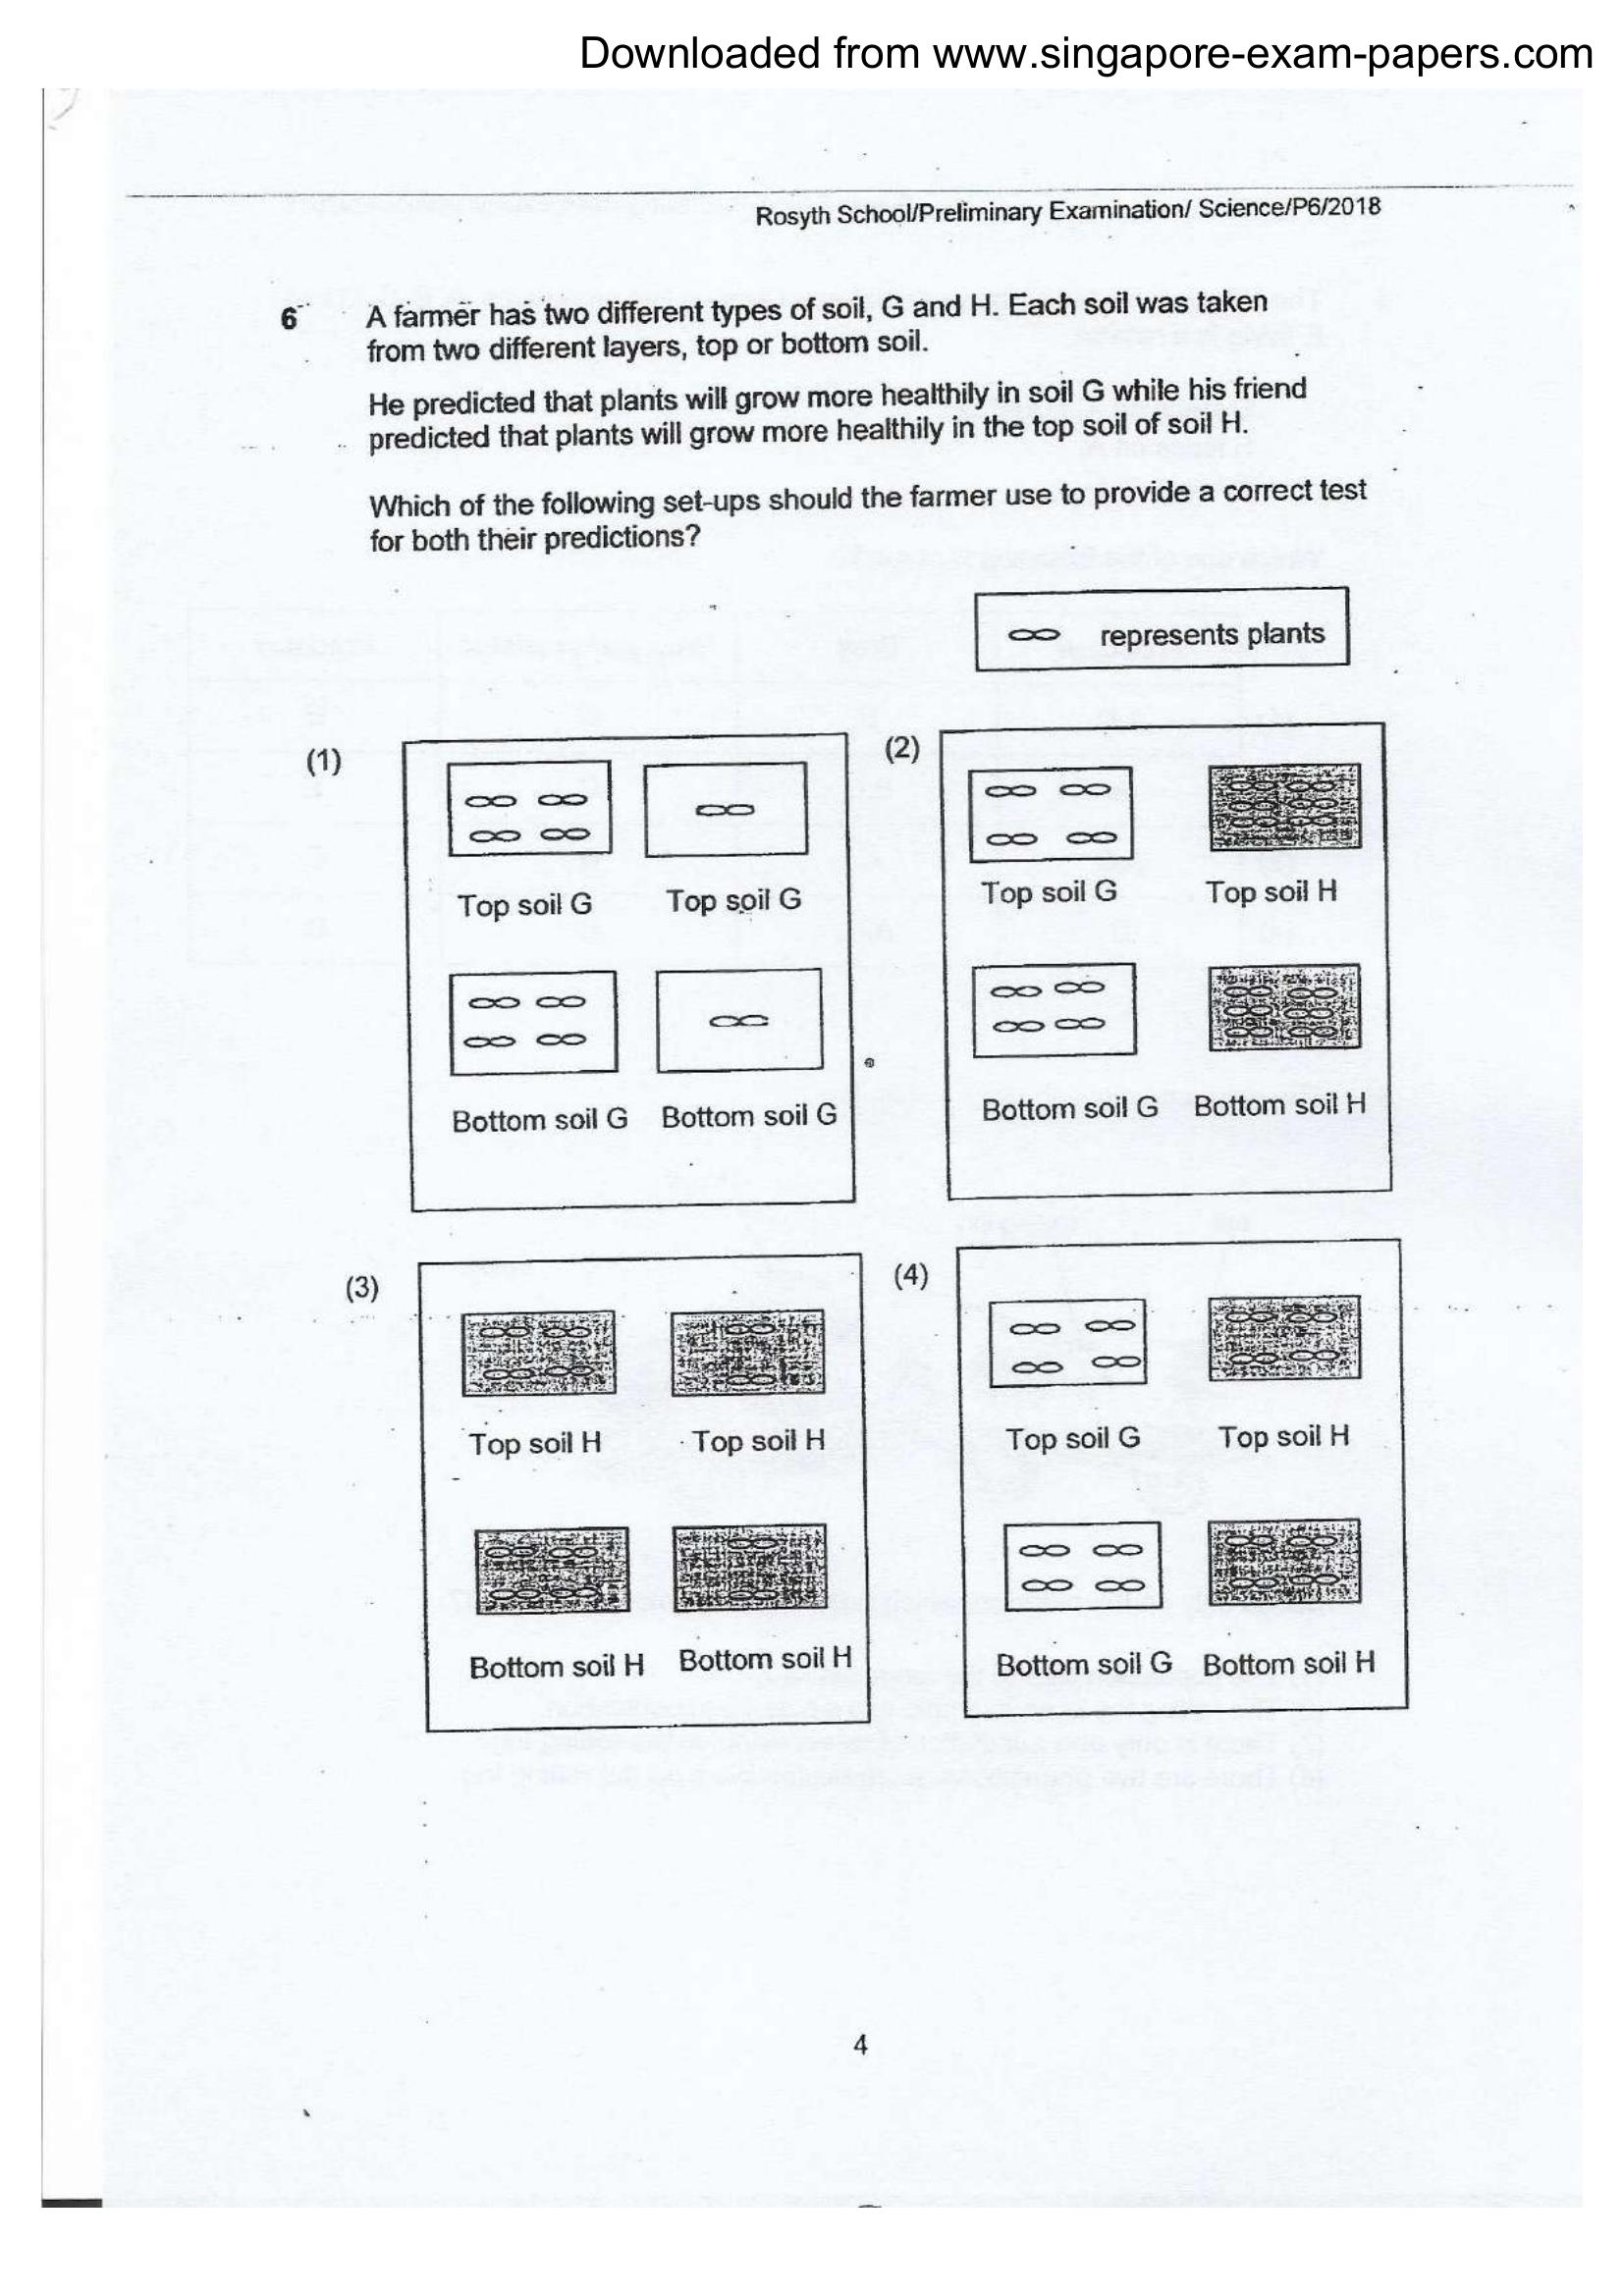 Downloaded from www.singapore-exam-papers.com
Rosyth School/Preliminary Examination/ Science/P6/2018
6 A farmer has two different types of soil, G and H. Each soil was taken
from two different layers, top or bottom soil.
He predicted that plants will grow more healthily in soil G while his friend
predicted that plants will grow more healthily in the top soil of soil H.
Which of the following set-ups should the farmer use to provide a correct test
for both their predictions?
represents plants
(1)
Top soil G Top soil G
Bottom soil G Bottom soil G
(2)
Top soil G Top soil H
Bottom soil G Bottom soil H
(3)
Top soil H Top soil H
Bottom soil H Bottom soil H
(4)
Top soil G Top soil H
Bottom soil G Bottom soil H
4